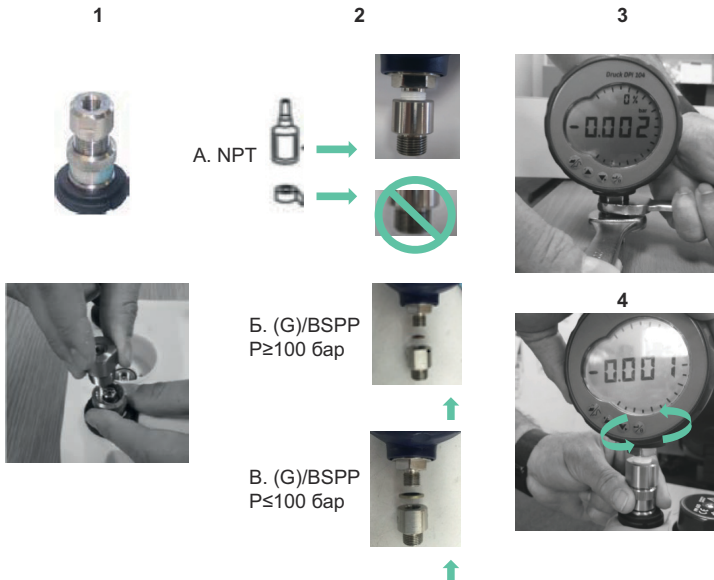 1
2
3
Druck DPI 104
0%
bar
-0.002
А. NPT
4
Б. (G)/BSPP
P≥100 бар
-0.001
В. (G)/BSPP
P≤100 бар